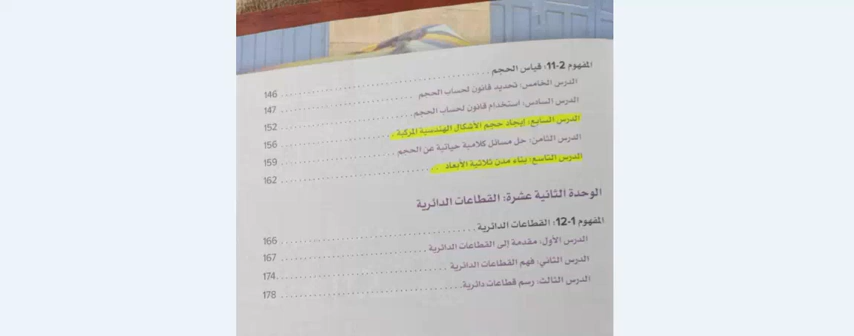 المفهوم 2-11: قياس الحجم 146
الدرس الخامس: تحديد قانون لحساب الحجم 147
الدرس السادس: استخدام قانون لحساب الحجم 152
الدرس السابع: إيجاد حجم الأشكال الهندسية المركبة 156
الدرس الثامن: حل مسائل كلامية حياتية عن الحجم 159
الدرس التاسع: بناء مدن ثلاثية الأبعاد 162
الوحدة الثانية عشرة: القطاعات الدائرية
المفهوم 1-12: القطاعات الدائرية 166
الدرس الأول: مقدمة إلى القطاعات الدائرية 167
الدرس الثاني: فهم القطاعات الدائرية 174
الدرس الثالث: رسم قطاعات دائرية 178